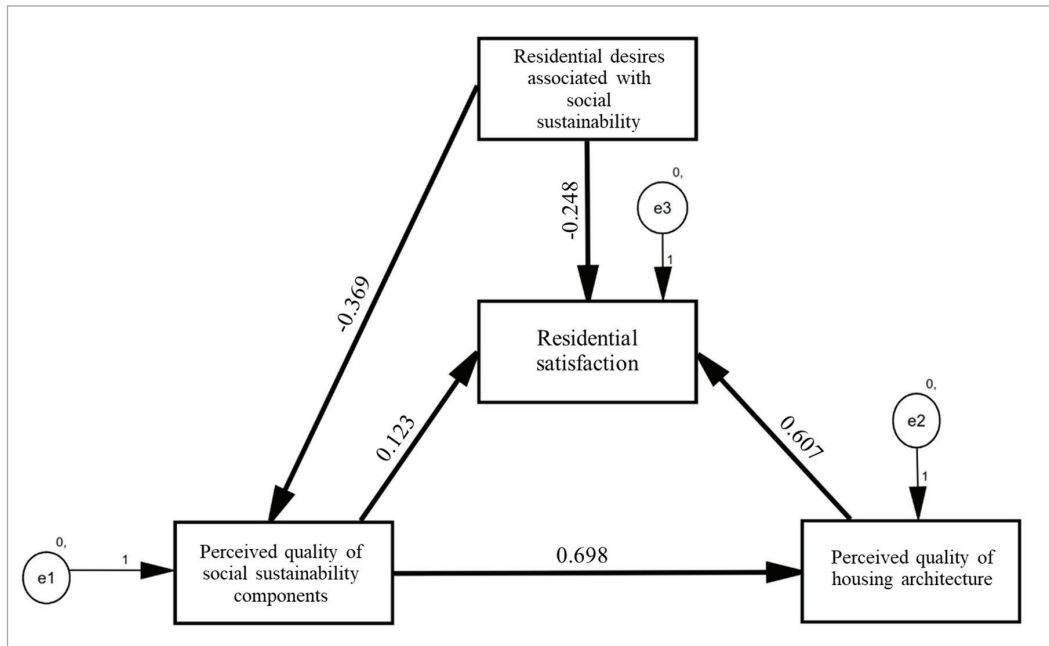 Residential desires
associated with
social
sustainability
0,
e3
1
-0.248
-0.369
Residential
satisfaction
0.123
0.607
0,
e2
1
0,
e1
1
Perceived quality of
social sustainability
components
0.698
Perceived quality of
housing architecture